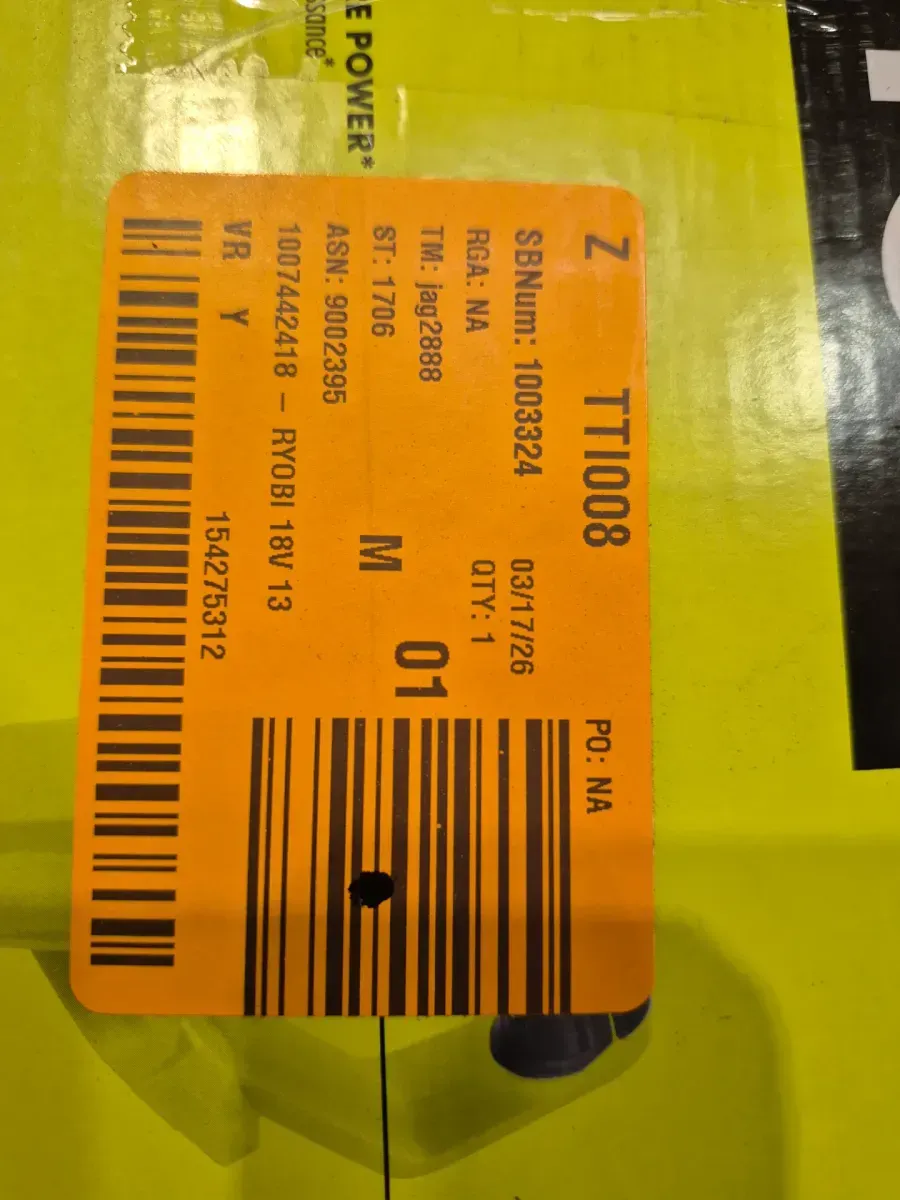 RE POWER*
ssance*
Z TTI008 PO: NA
SBNum: 1003324 03/17/26
RGA: NA QTY: 1
TM: jag2888
01
ST: 1706 M
ASN: 9002395
1007442418 - RYOBI 18V 13
VR Y
154275312